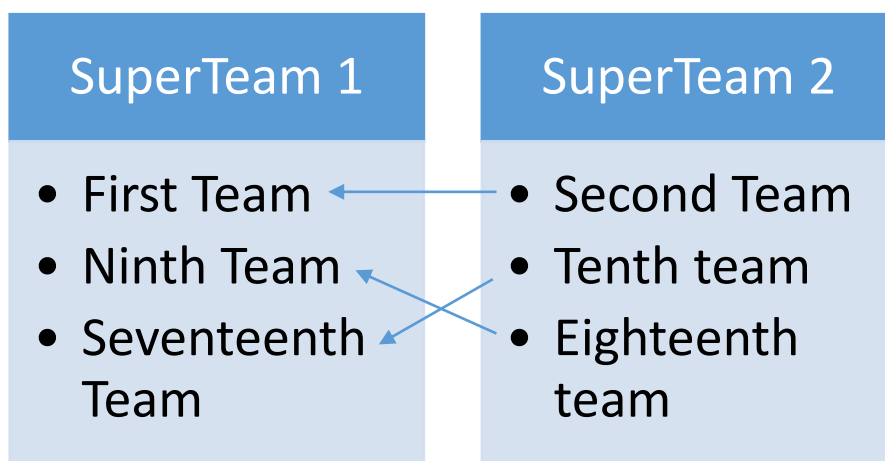 SuperTeam 1
• First Team
• Ninth Team
• Seventeenth
Team
SuperTeam 2
• Second Team
• Tenth team
• Eighteenth
team